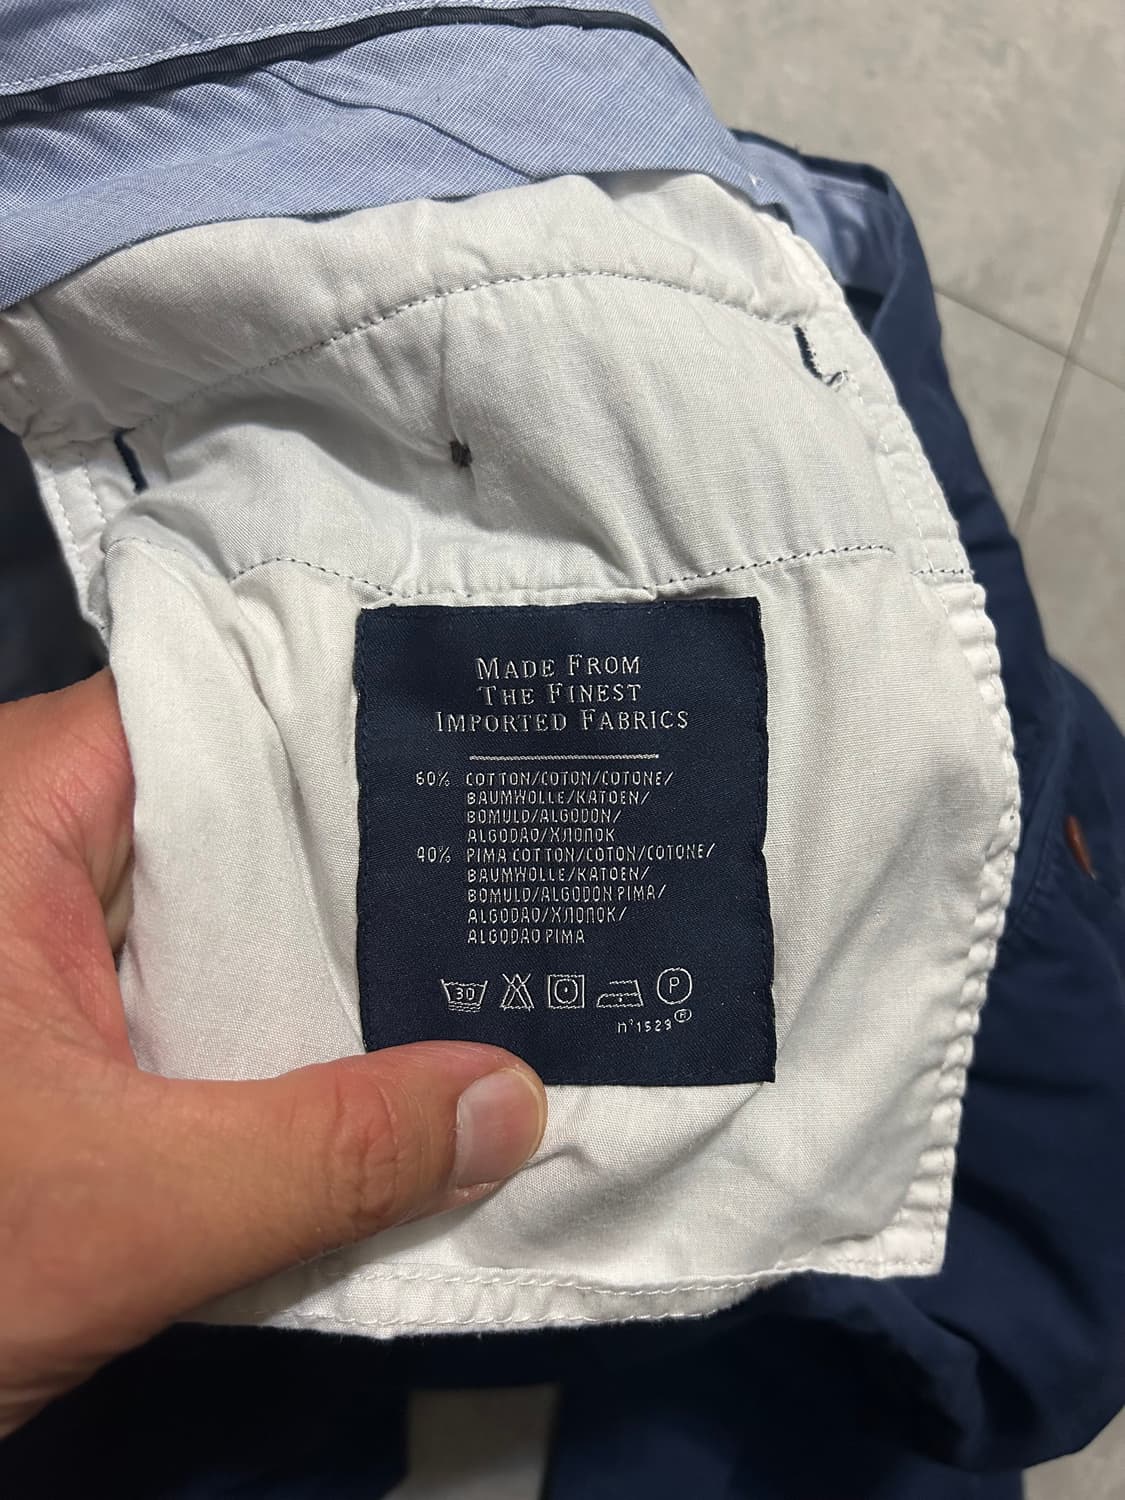 MADE FROM
THE FINEST
IMPORTED FABRICS
60% COTTON/COTON/COTONE/
BAUMWOLLE/KATOEN/
BOMULD/ALGODON/
ALGODAO/ХЛОПОК
40% PIMA COTTON/COTON/COTONE/
BAUMWOLLE/KATOEN/
BOMULD/ALGODON PIMA/
ALGODAO/ХЛОПОК/
ALGODAO PIMA
30 P
n°1529®